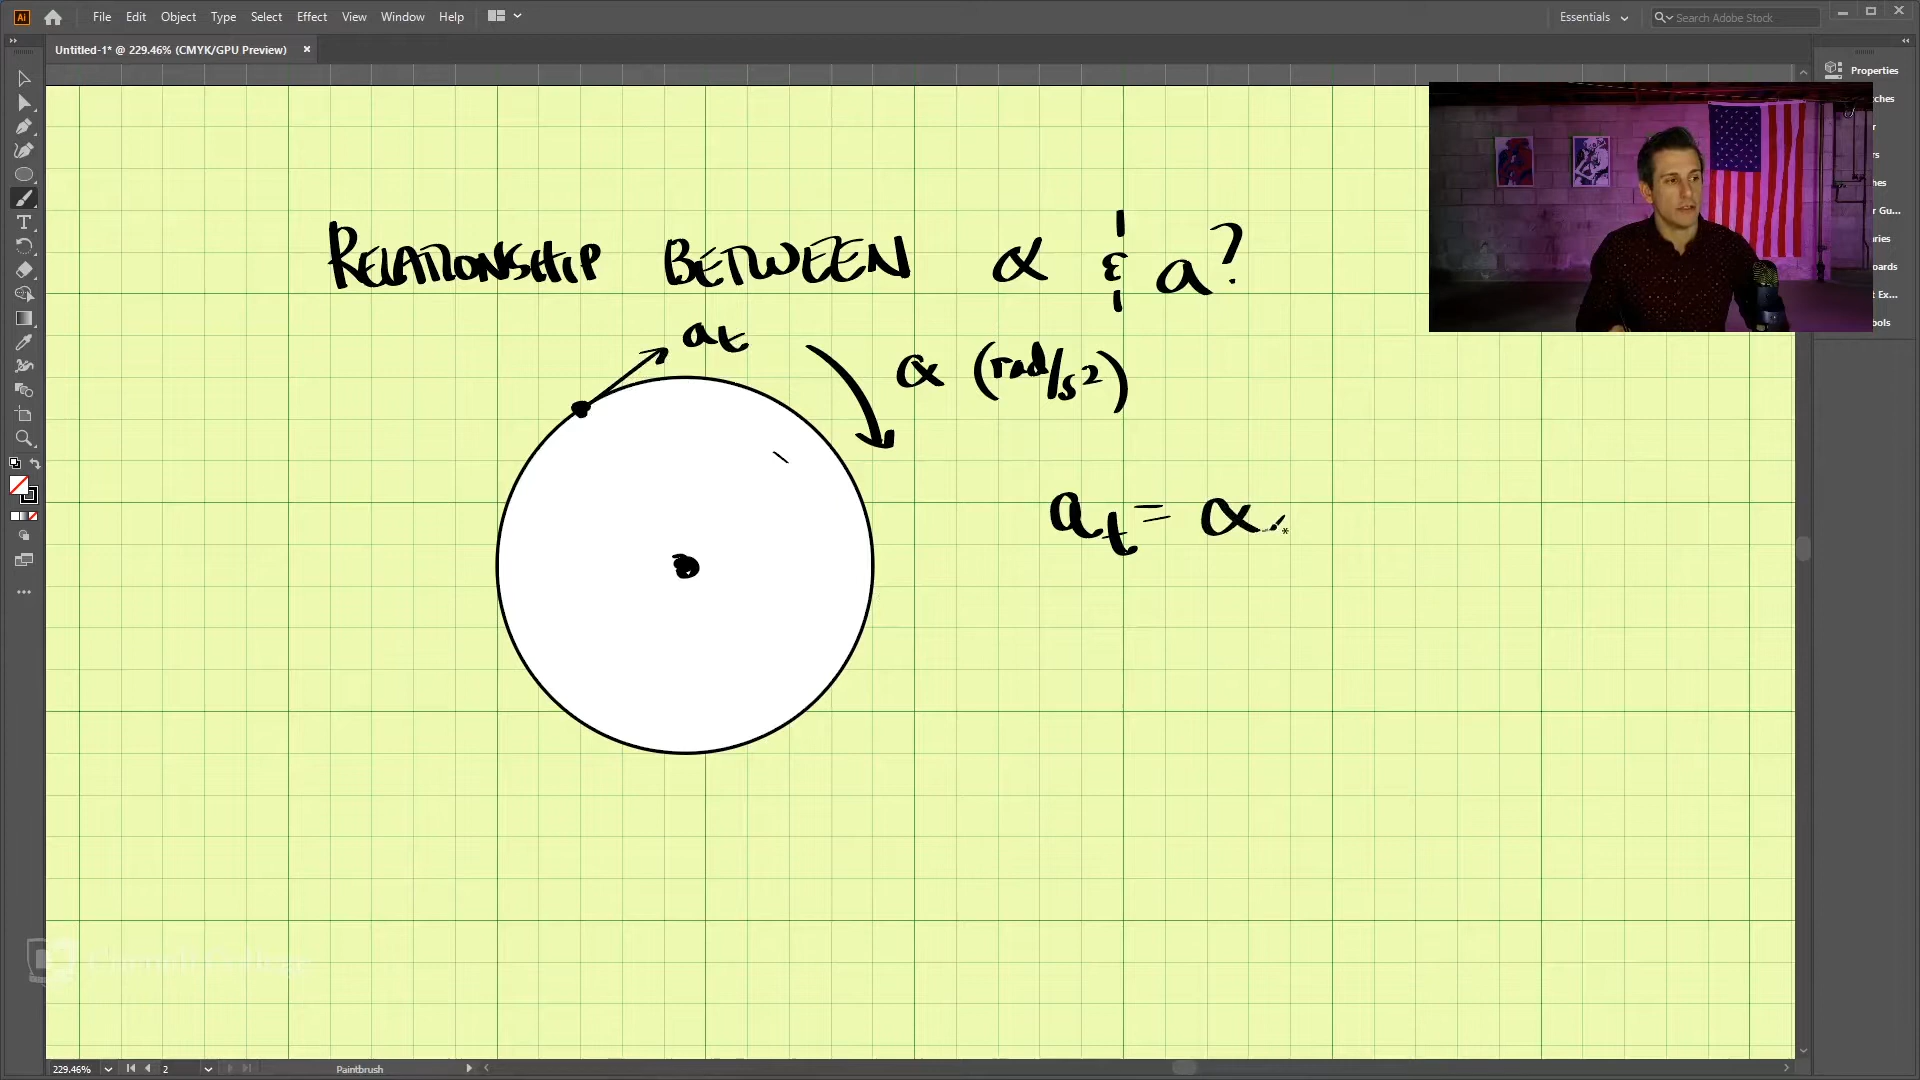 File Edit Object Type Select Effect View Window Help
Essentials
Search Adobe Stock
Untitled-1* @ 229.46% (CMYK/GPU Preview)
Properties
RELATIONSHIP BETWEEN α & a?
at
α (rad/s2)
at = α
229.46%
2
Paintbrush